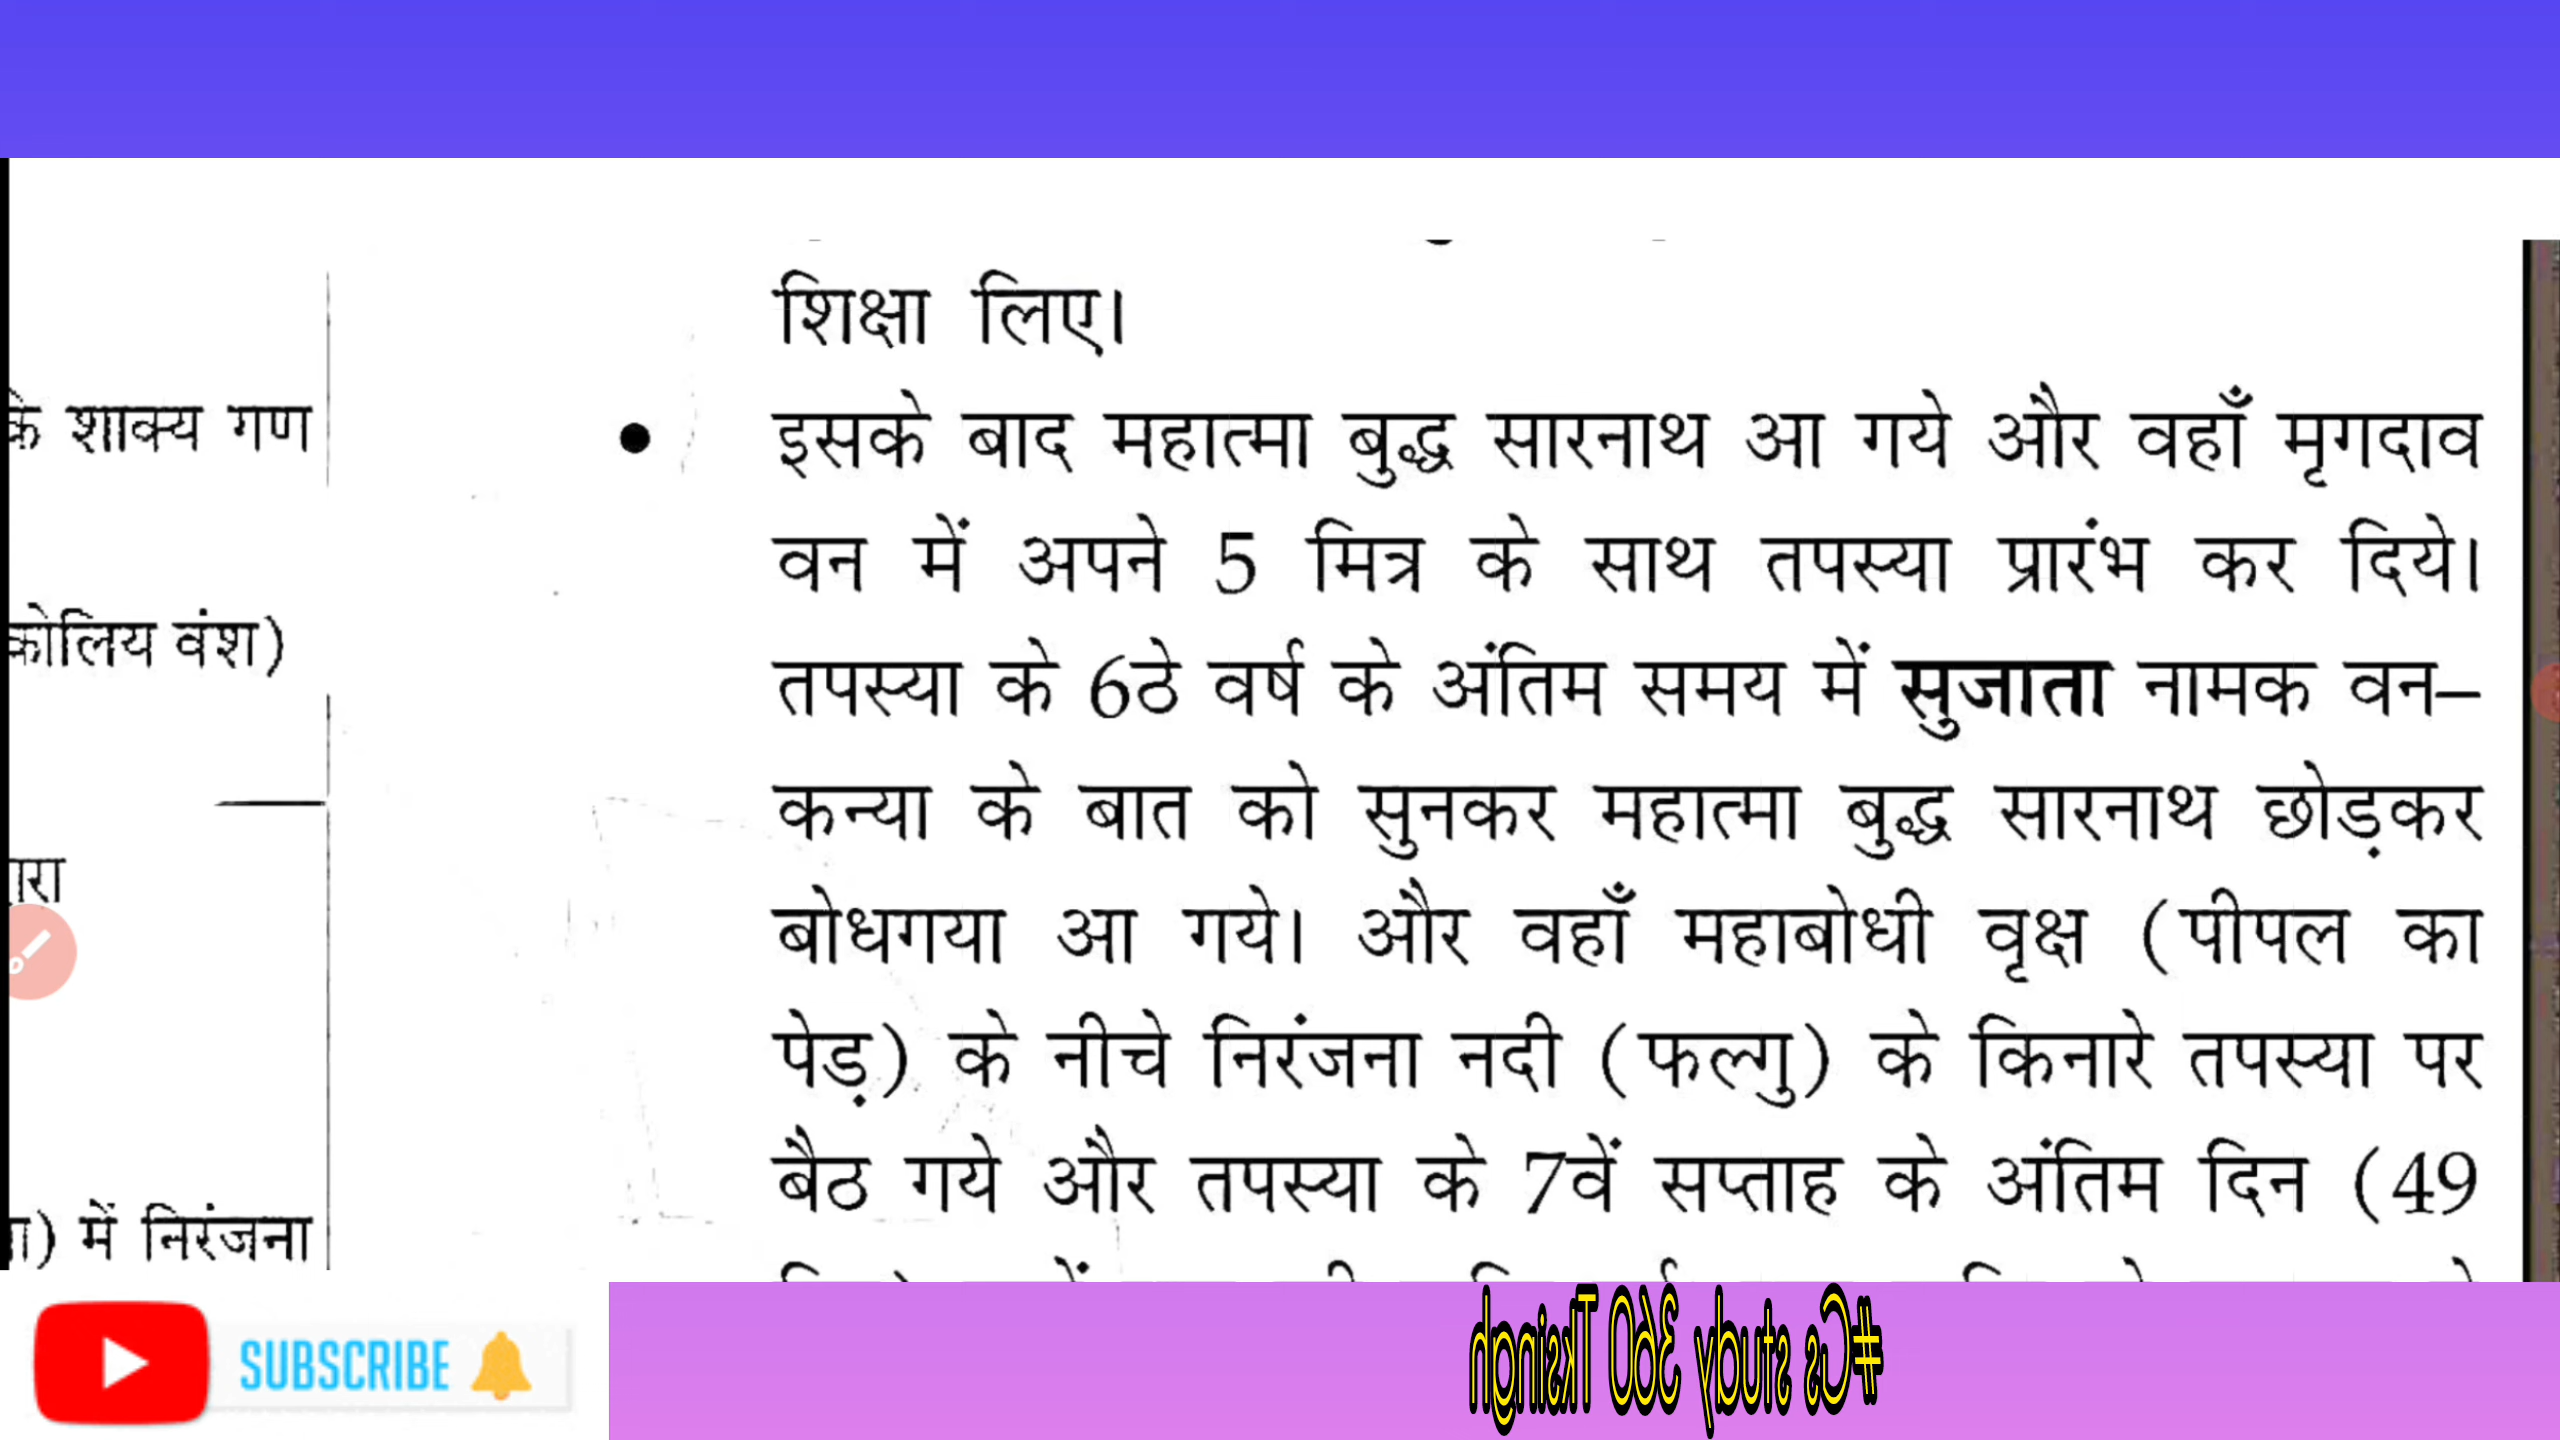 शिक्षा लिए।
के शाक्य गण
• इसके बाद महात्मा बुद्ध सारनाथ आ गये और वहाँ मृगदाव
वन में अपने 5 मित्र के साथ तपस्या प्रारंभ कर दिये।
कोलिय वंश)
तपस्या के 6ठे वर्ष के अंतिम समय में सुजाता नामक वन–
कन्या के बात को सुनकर महात्मा बुद्ध सारनाथ छोड़कर
बोधगया आ गये। और वहाँ महाबोधी वृक्ष (पीपल का
पेड़) के नीचे निरंजना नदी (फल्गु) के किनारे तपस्या पर
बैठ गये और तपस्या के 7वें सप्ताह के अंतिम दिन (49
में निरंजना
SUBSCRIBE
#Cs study 360 Tksingh